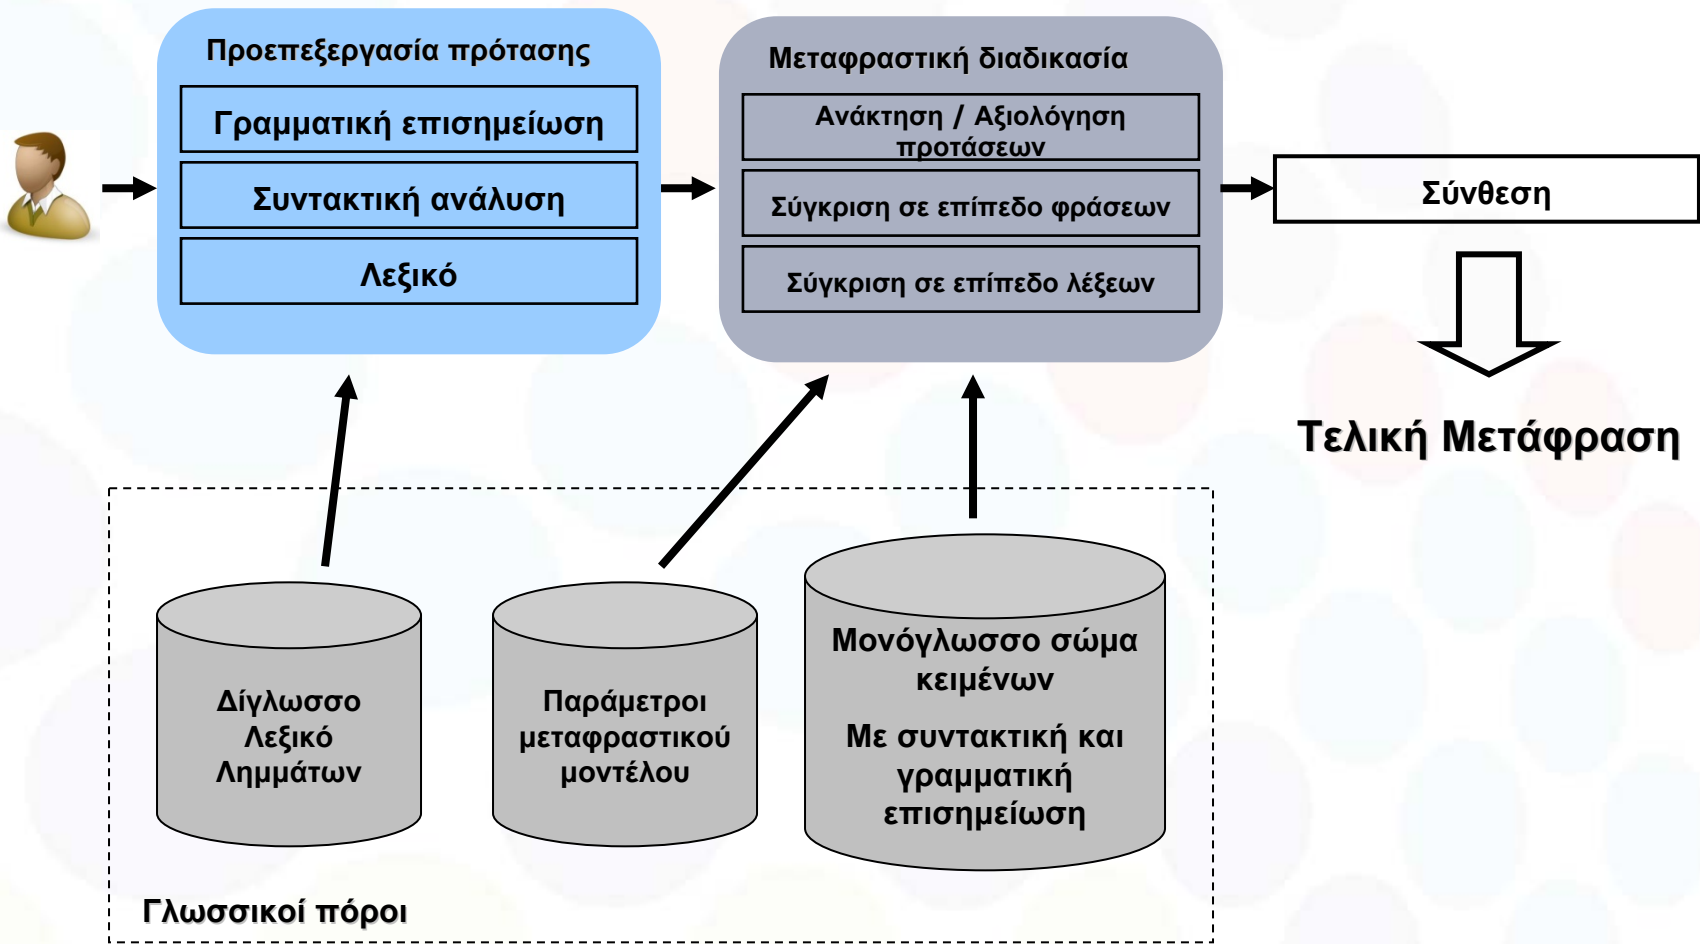 Προεπεξεργασία πρότασης
Γραμματική επισημείωση
Συντακτική ανάλυση
Λεξικό
Μεταφραστική διαδικασία
Ανάκτηση / Αξιολόγηση
προτάσεων
Σύγκριση σε επίπεδο φράσεων
Σύγκριση σε επίπεδο λέξεων
Σύνθεση
Τελική Μετάφραση
Δίγλωσσο
Λεξικό
Λημμάτων
Παράμετροι
μεταφραστικού
μοντέλου
Μονόγλωσσο σώμα
κειμένων
Με συντακτική και
γραμματική
επισημείωση
Γλωσσικοί πόροι